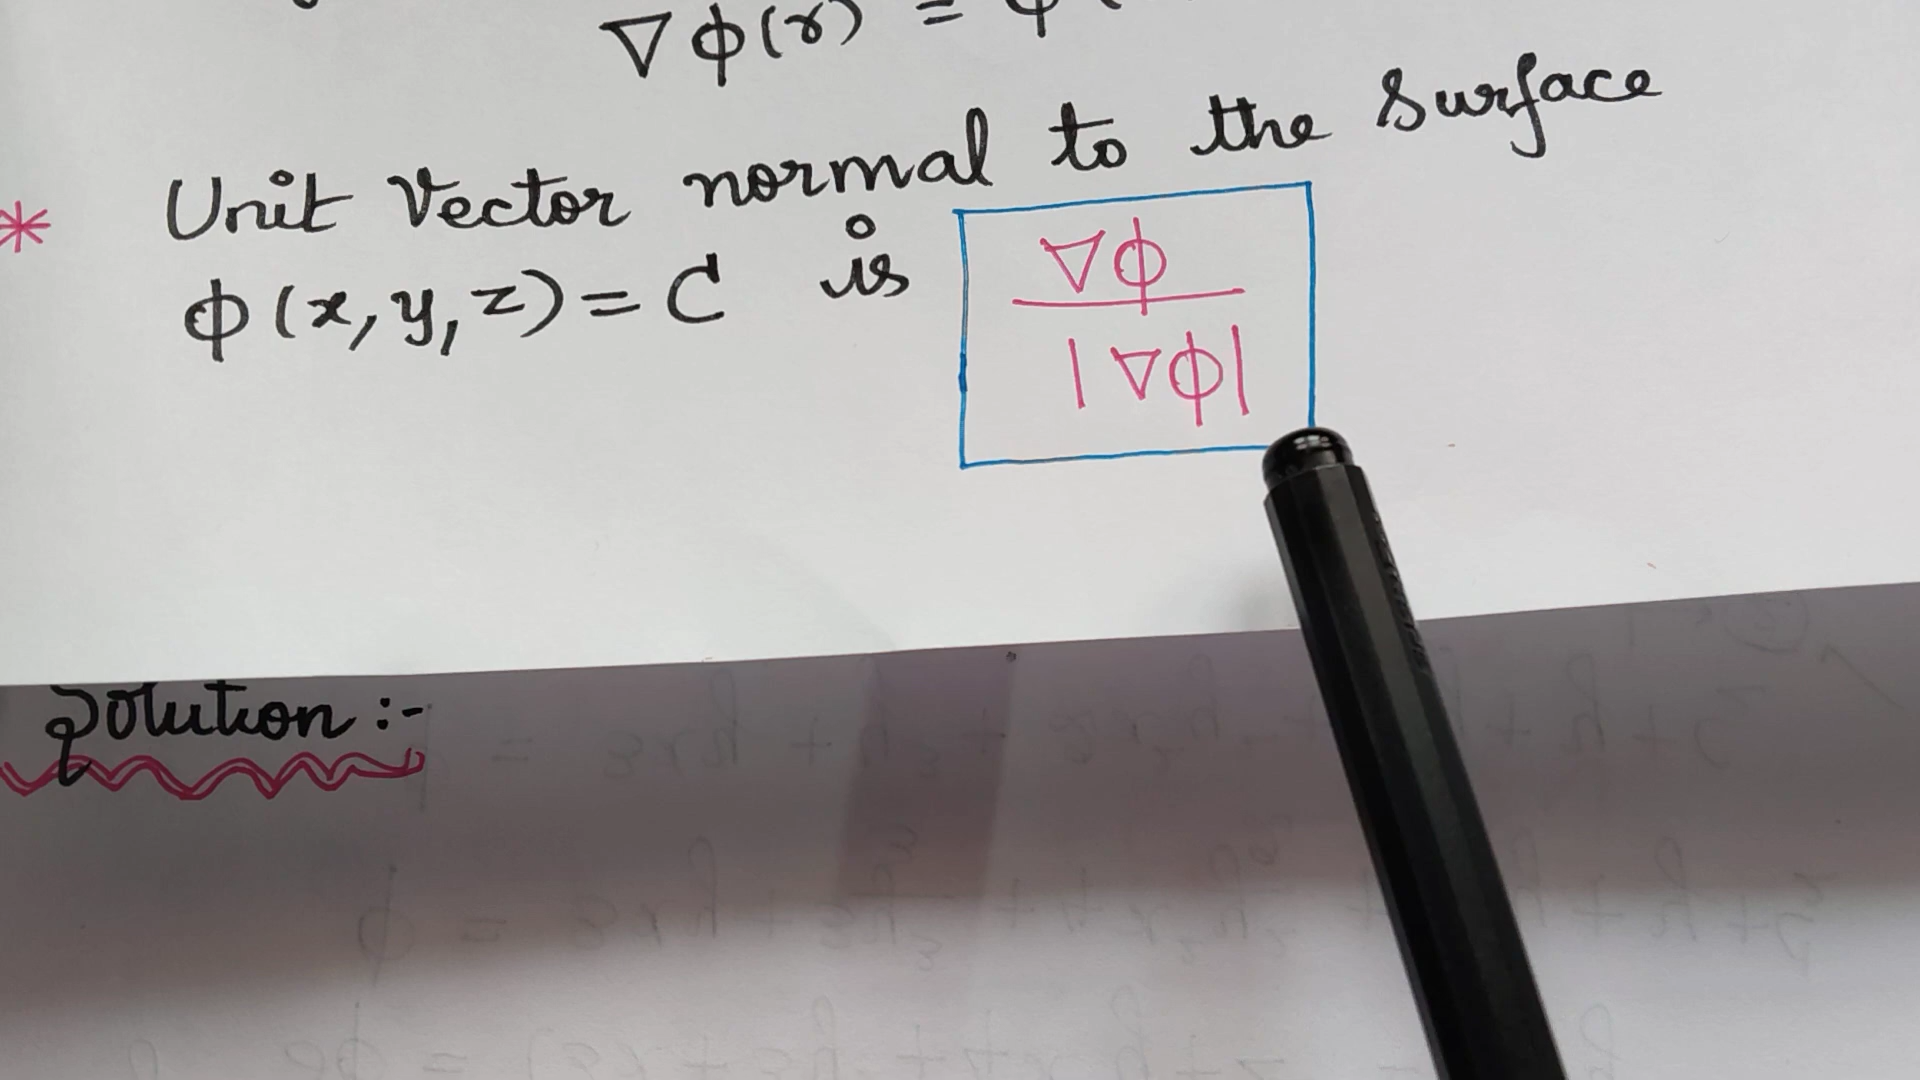 ∇ϕ(r) = ϕ
Unit Vector normal to the surface
* ϕ(x, y, z) = C is ∇ϕ / |∇ϕ|
Solution :-